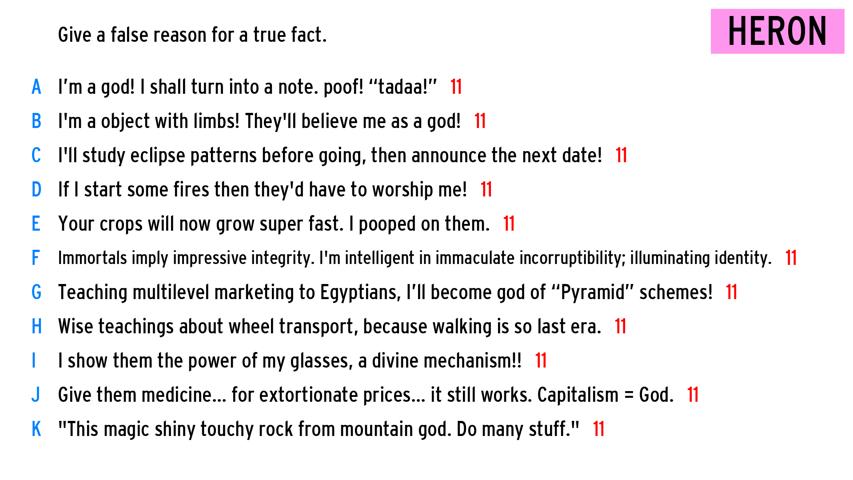 HERON
Give a false reason for a true fact.
A I’m a god! I shall turn into a note. poof! “tadaa!” 11
B I'm a object with limbs! They'll believe me as a god! 11
C I'll study eclipse patterns before going, then announce the next date! 11
D If I start some fires then they'd have to worship me! 11
E Your crops will now grow super fast. I pooped on them. 11
F Immortals imply impressive integrity. I'm intelligent in immaculate incorruptibility; illuminating identity. 11
G Teaching multilevel marketing to Egyptians, I’ll become god of “Pyramid” schemes! 11
H Wise teachings about wheel transport, because walking is so last era. 11
I I show them the power of my glasses, a divine mechanism!! 11
J Give them medicine... for extortionate prices... it still works. Capitalism = God. 11
K "This magic shiny touchy rock from mountain god. Do many stuff." 11